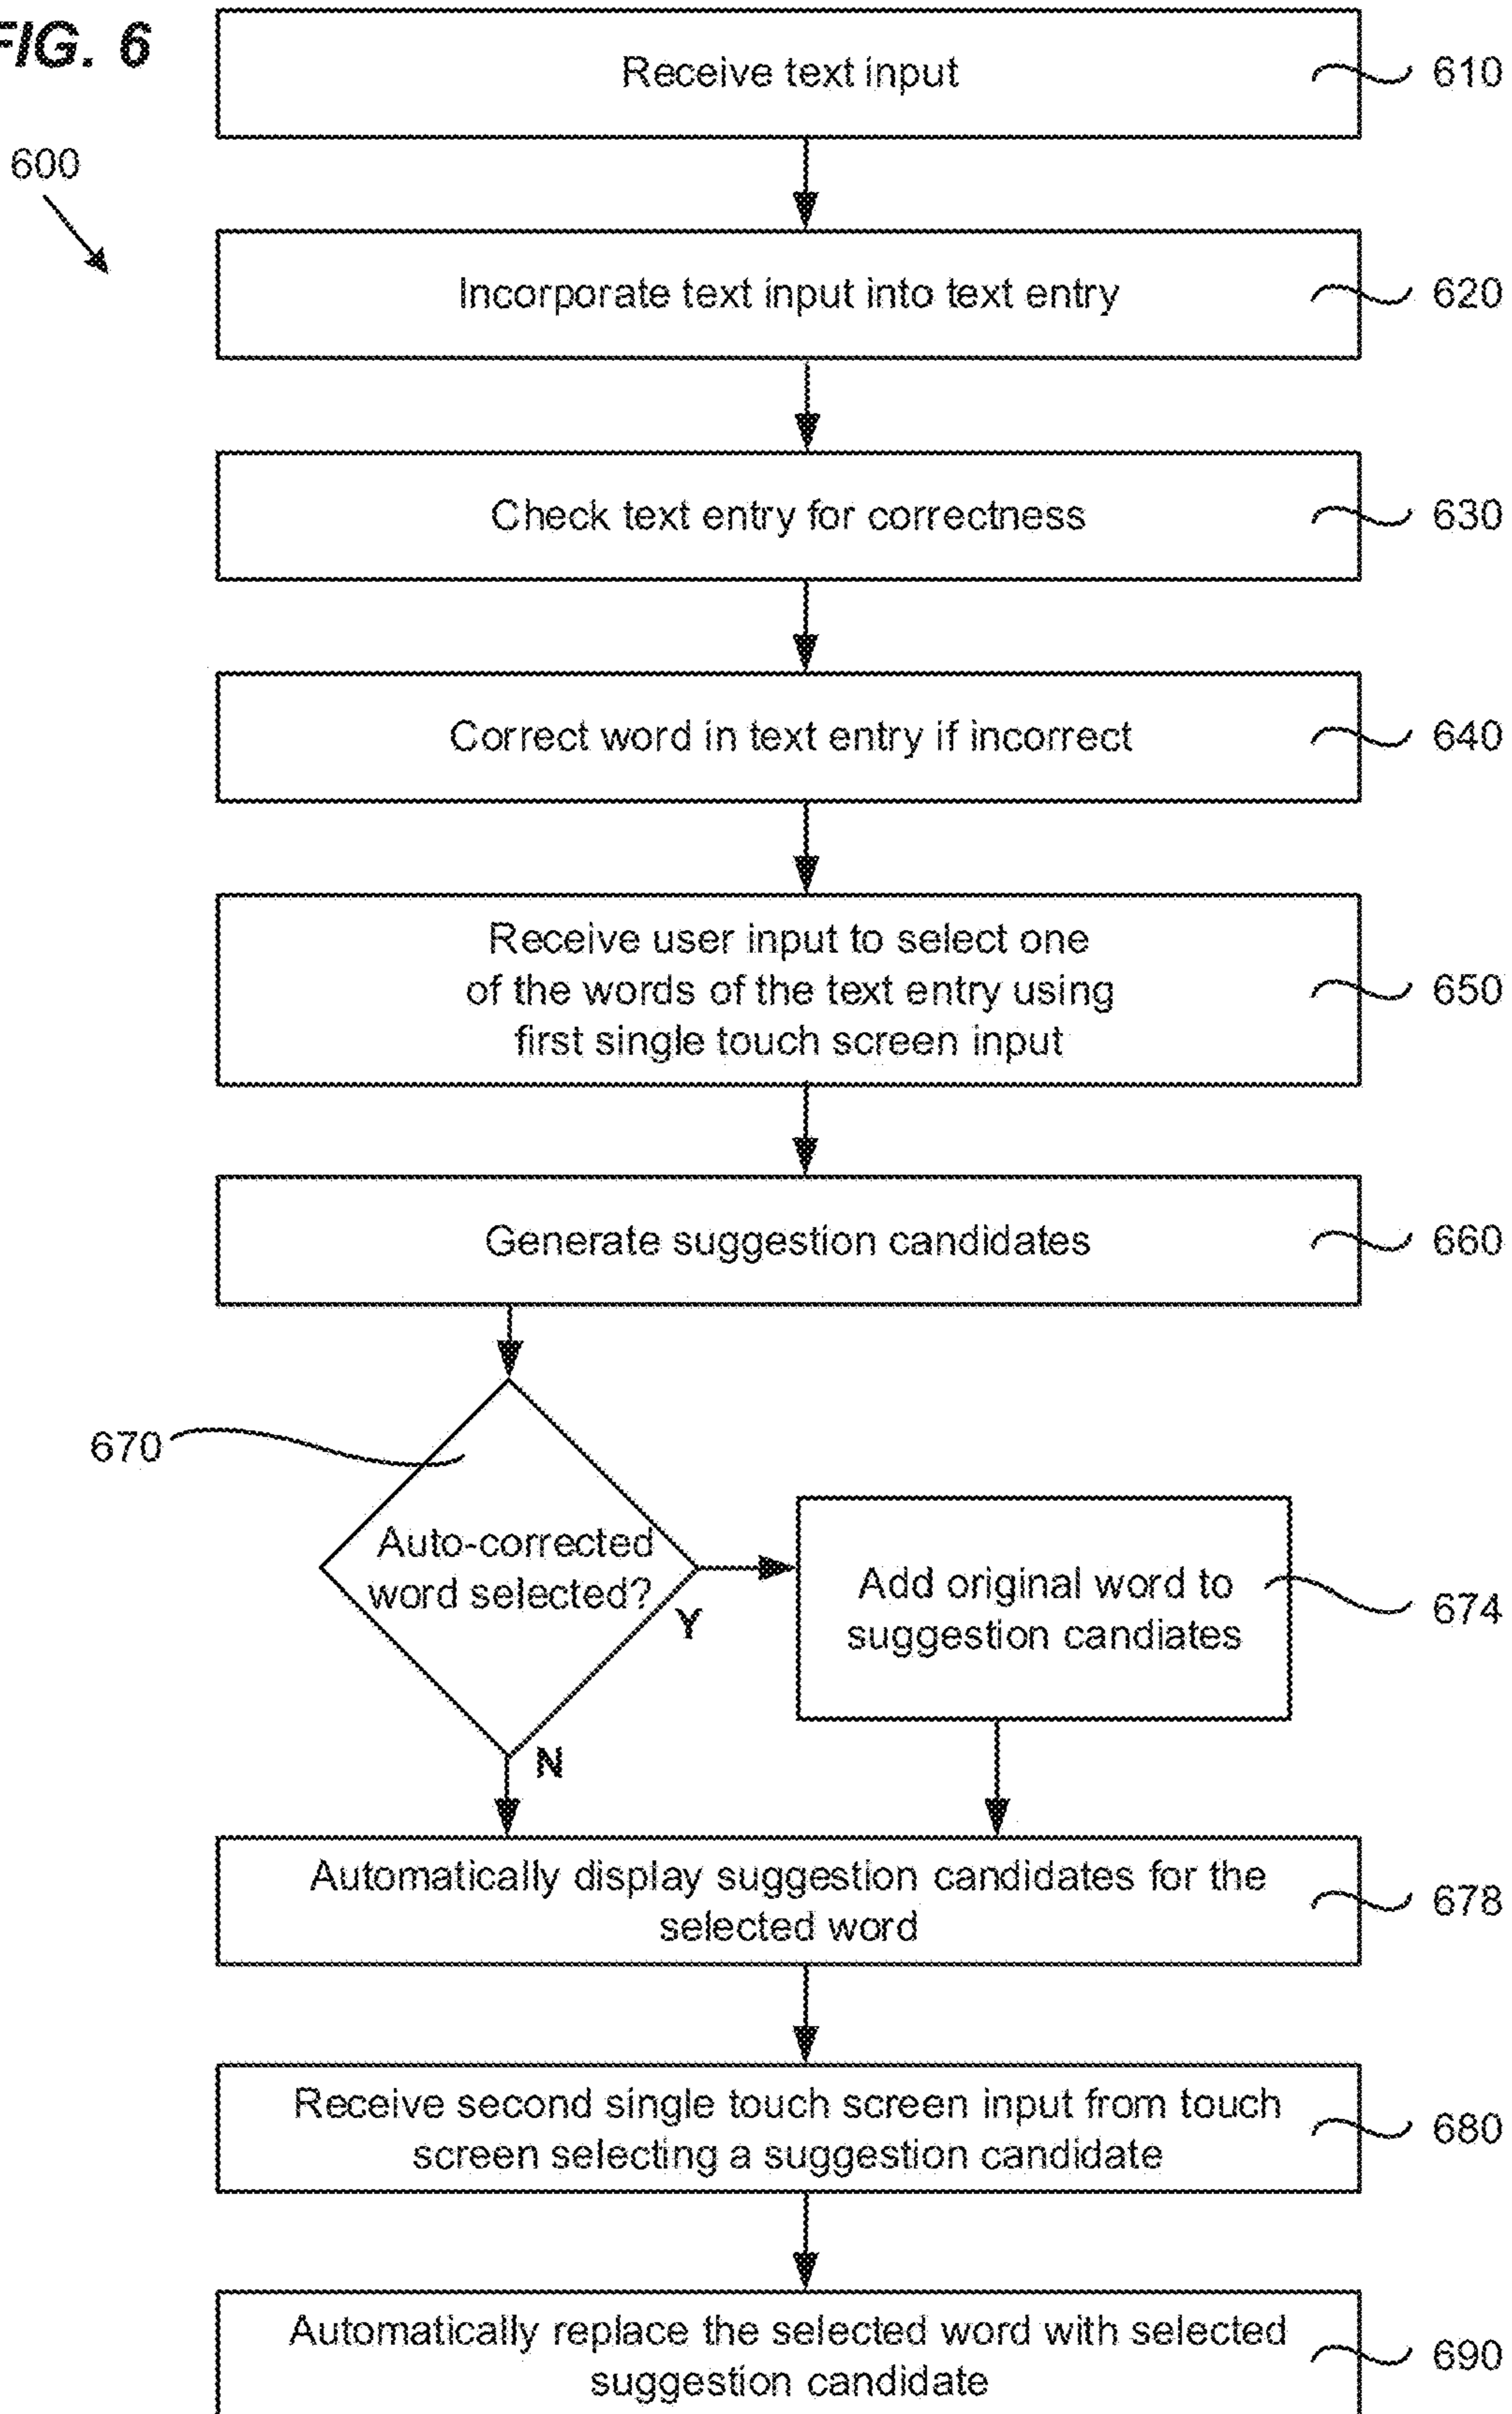 FIG. 6
600
Receive text input
610
Incorporate text input into text entry
620
Check text entry for correctness
630
Correct word in text entry if incorrect
640
Receive user input to select one
of the words of the text entry using
first single touch screen input
650
Generate suggestion candidates
660
670
Auto-corrected
word selected?
Y
N
Add original word to
suggestion candiates
674
Automatically display suggestion candidates for the
selected word
678
Receive second single touch screen input from touch
screen selecting a suggestion candidate
680
Automatically replace the selected word with selected
suggestion candidate
690